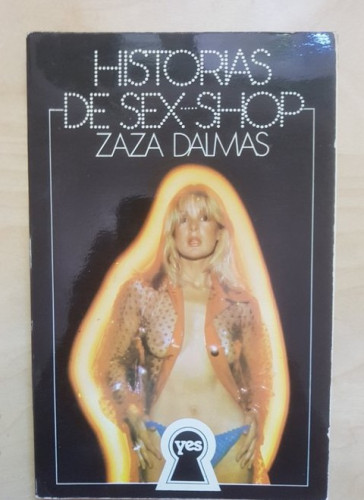 HISTORIAS
DE SEX-SHOP
ZAZA DALMAS
yes